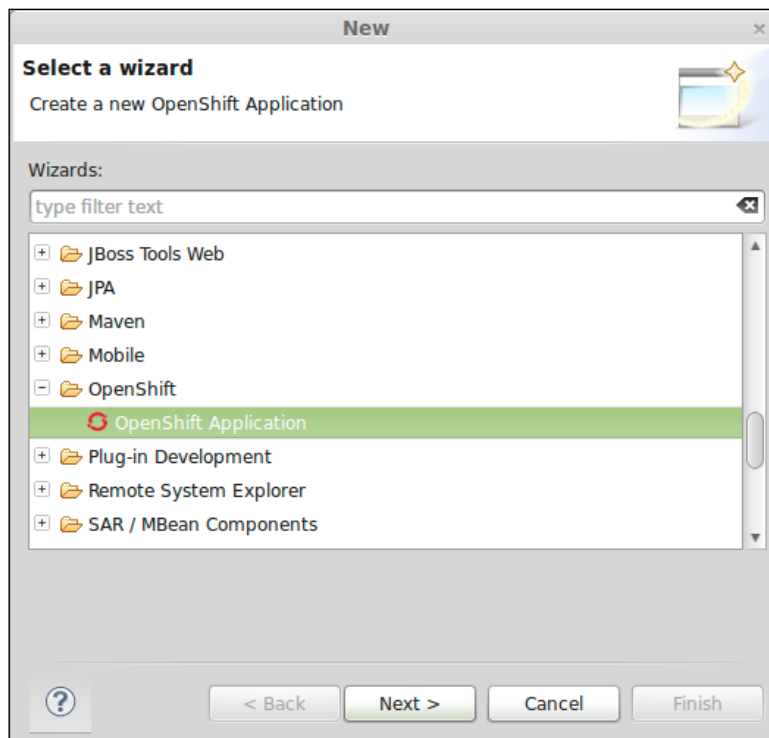 New
Select a wizard
Create a new OpenShift Application
Wizards:
type filter text
JBoss Tools Web
JPA
Maven
Mobile
OpenShift
OpenShift Application
Plug-in Development
Remote System Explorer
SAR / MBean Components
? < Back Next > Cancel Finish